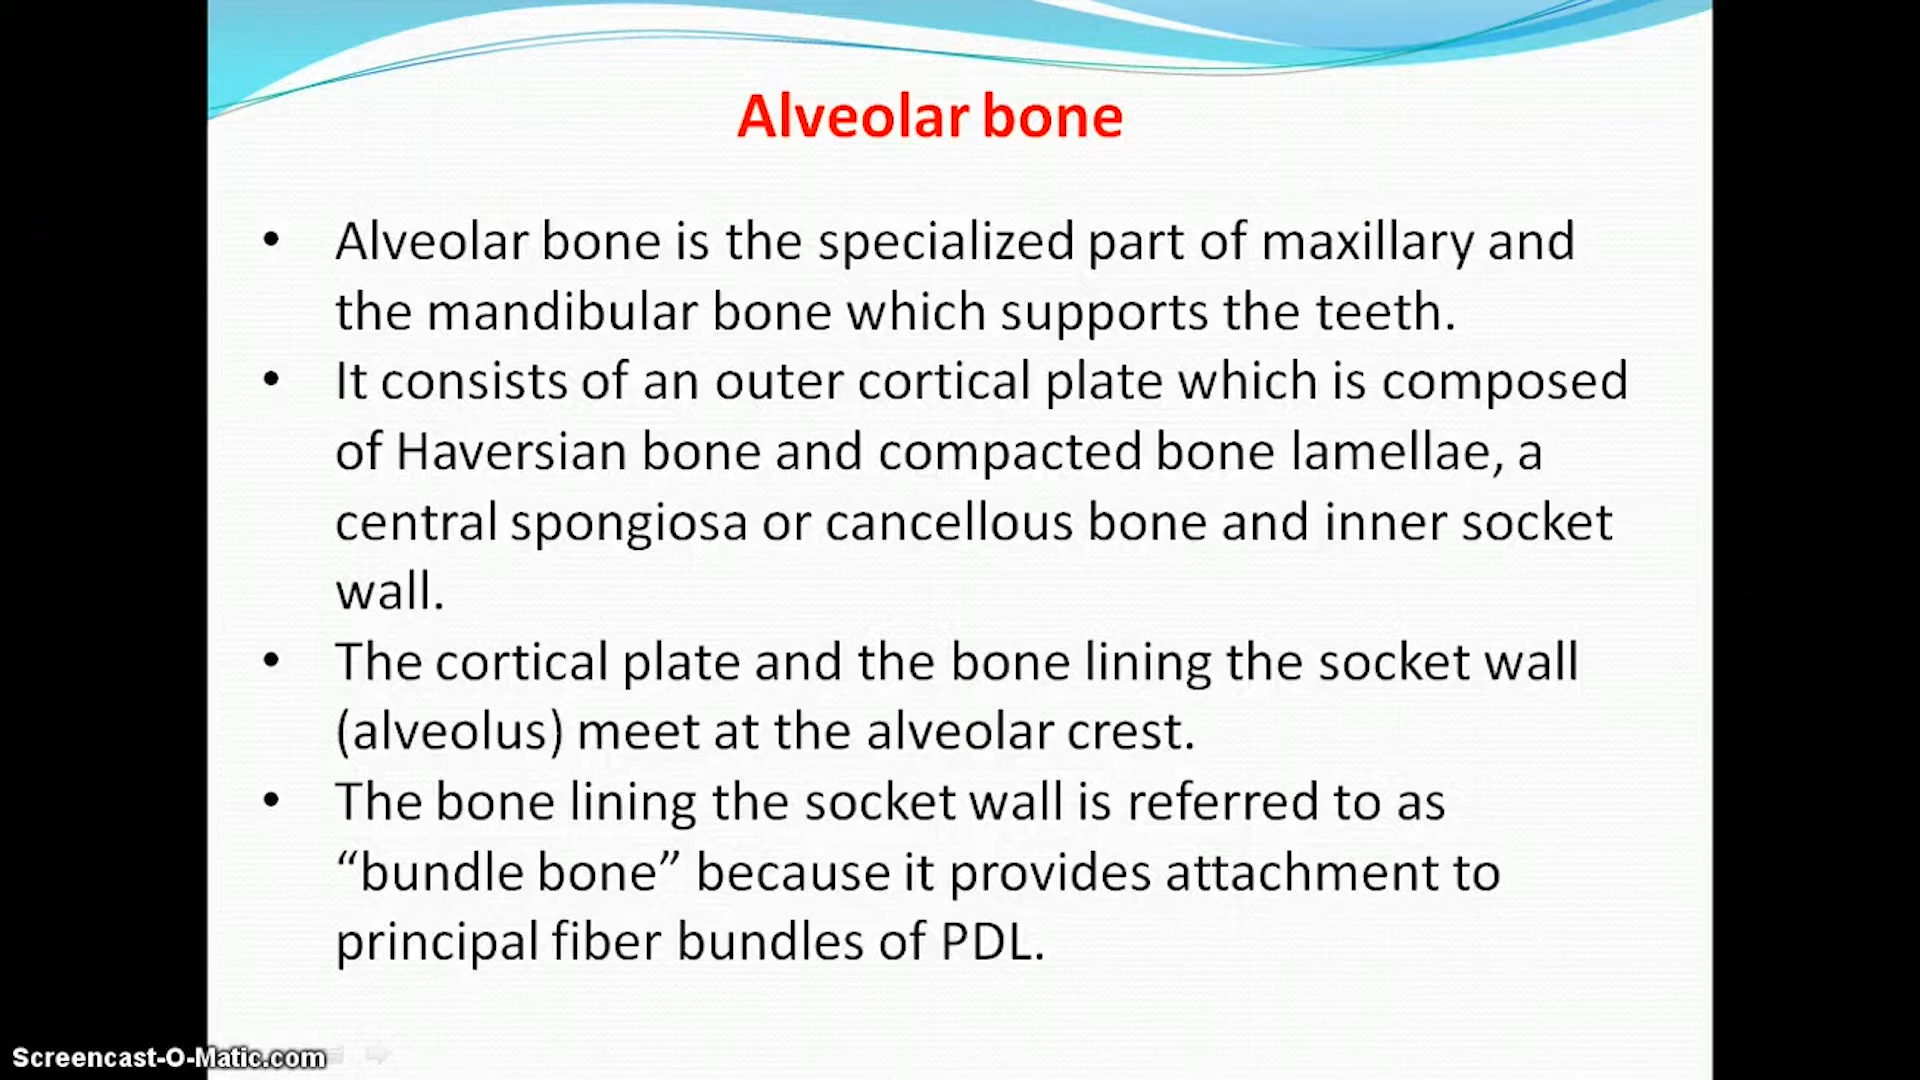 Alveolar bone
• Alveolar bone is the specialized part of maxillary and
the mandibular bone which supports the teeth.
• It consists of an outer cortical plate which is composed
of Haversian bone and compacted bone lamellae, a
central spongiosa or cancellous bone and inner socket
wall.
• The cortical plate and the bone lining the socket wall
(alveolus) meet at the alveolar crest.
• The bone lining the socket wall is referred to as
“bundle bone” because it provides attachment to
principal fiber bundles of PDL.
Screencast-O-Matic.com